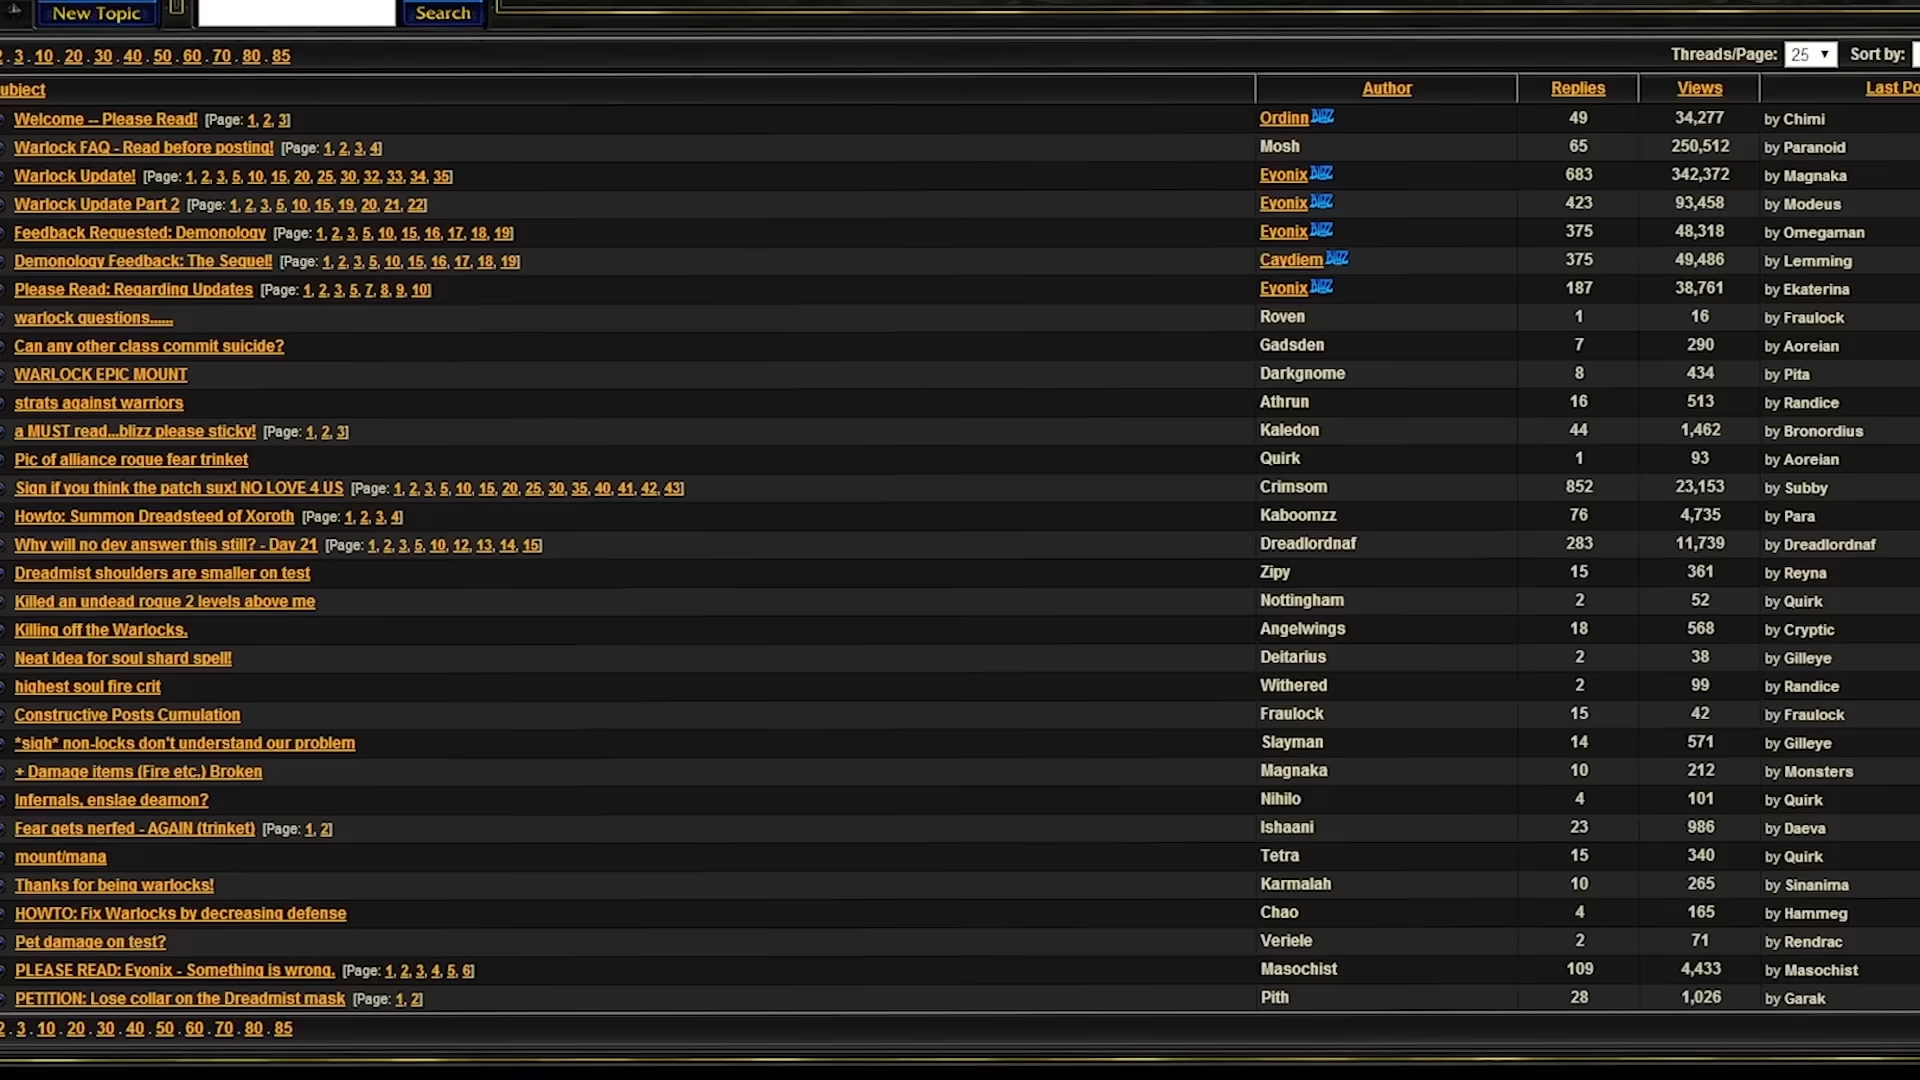 New Topic Search
2 . 3 . 10 . 20 . 30 . 40 . 50 . 60 . 70 . 80 . 85 Threads/Page: 25 Sort by:
ubject Author Replies Views Last Po
Welcome -- Please Read! [Page: 1, 2, 3] Ordinn BLIZZ 49 34,277 by Chimi
Warlock FAQ - Read before posting! [Page: 1, 2, 3, 4] Mosh 65 250,512 by Paranoid
Warlock Update! [Page: 1, 2, 3, 5, 10, 15, 20, 25, 30, 32, 33, 34, 35] Eyonix BLIZZ 683 342,372 by Magnaka
Warlock Update Part 2 [Page: 1, 2, 3, 5, 10, 15, 19, 20, 21, 22] Eyonix BLIZZ 423 93,458 by Modeus
Feedback Requested: Demonology [Page: 1, 2, 3, 5, 10, 15, 16, 17, 18, 19] Eyonix BLIZZ 375 48,318 by Omegaman
Demonology Feedback: The Sequel! [Page: 1, 2, 3, 5, 10, 15, 16, 17, 18, 19] Caydiem BLIZZ 375 49,486 by Lemming
Please Read: Regarding Updates [Page: 1, 2, 3, 5, 7, 8, 9, 10] Eyonix BLIZZ 187 38,761 by Ekaterina
warlock questions...... Roven 1 16 by Fraulock
Can any other class commit suicide? Gadsden 7 290 by Aoreian
WARLOCK EPIC MOUNT Darkgnome 8 434 by Pita
strats against warriors Athrun 16 513 by Randice
a MUST read...blizz please sticky! [Page: 1, 2, 3] Kaledon 44 1,462 by Bronordius
Pic of alliance rogue fear trinket Quirk 1 93 by Aoreian
Sign if you think the patch sux! NO LOVE 4 US [Page: 1, 2, 3, 5, 10, 15, 20, 25, 30, 35, 40, 41, 42, 43] Crimsom 852 23,153 by Subby
Howto: Summon Dreadsteed of Xoroth [Page: 1, 2, 3, 4] Kaboomzz 76 4,735 by Para
Why will no dev answer this still? - Day 21 [Page: 1, 2, 3, 5, 10, 12, 13, 14, 15] Dreadlordnaf 283 11,739 by Dreadlordnaf
Dreadmist shoulders are smaller on test Zipy 15 361 by Reyna
Killed an undead rogue 2 levels above me Nottingham 2 52 by Quirk
Killing off the Warlocks. Angelwings 18 568 by Cryptic
Neat Idea for soul shard spell! Deitarius 2 38 by Gilleye
highest soul fire crit Withered 2 99 by Randice
Constructive Posts Cumulation Fraulock 15 42 by Fraulock
*sigh* non-locks don't understand our problem Slayman 14 571 by Gilleye
+ Damage items (Fire etc.) Broken Magnaka 10 212 by Monsters
Infernals, enslae deamon? Nihilo 4 101 by Quirk
Fear gets nerfed - AGAIN (trinket) [Page: 1, 2] Ishaani 23 986 by Daeva
mount/mana Tetra 15 340 by Quirk
Thanks for being warlocks! Karmalah 10 265 by Sinanima
HOWTO: Fix Warlocks by decreasing defense Chao 4 165 by Hammeg
Pet damage on test? Veriele 2 71 by Rendrac
PLEASE READ: Eyonix - Something is wrong. [Page: 1, 2, 3, 4, 5, 6] Masochist 109 4,433 by Masochist
PETITION: Lose collar on the Dreadmist mask [Page: 1, 2] Pith 28 1,026 by Garak
2 . 3 . 10 . 20 . 30 . 40 . 50 . 60 . 70 . 80 . 85